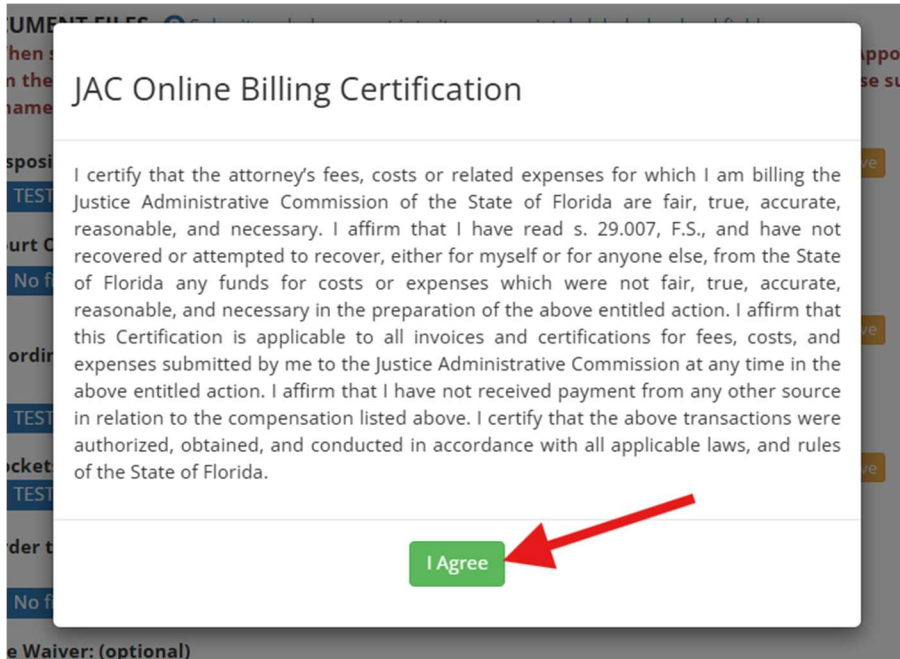 JAC Online Billing Certification
I certify that the attorney's fees, costs or related expenses for which I am billing the
Justice Administrative Commission of the State of Florida are fair, true, accurate,
reasonable, and necessary. I affirm that I have read s. 29.007, F.S., and have not
recovered or attempted to recover, either for myself or for anyone else, from the State
of Florida any funds for costs or expenses which were not fair, true, accurate,
reasonable, and necessary in the preparation of the above entitled action. I affirm that
this Certification is applicable to all invoices and certifications for fees, costs, and
expenses submitted by me to the Justice Administrative Commission at any time in the
above entitled action. I affirm that I have not received payment from any other source
in relation to the compensation listed above. I certify that the above transactions were
authorized, obtained, and conducted in accordance with all applicable laws, and rules
of the State of Florida.
I Agree
TEST
No
TEST
TEST
No
Waiver: (optional)